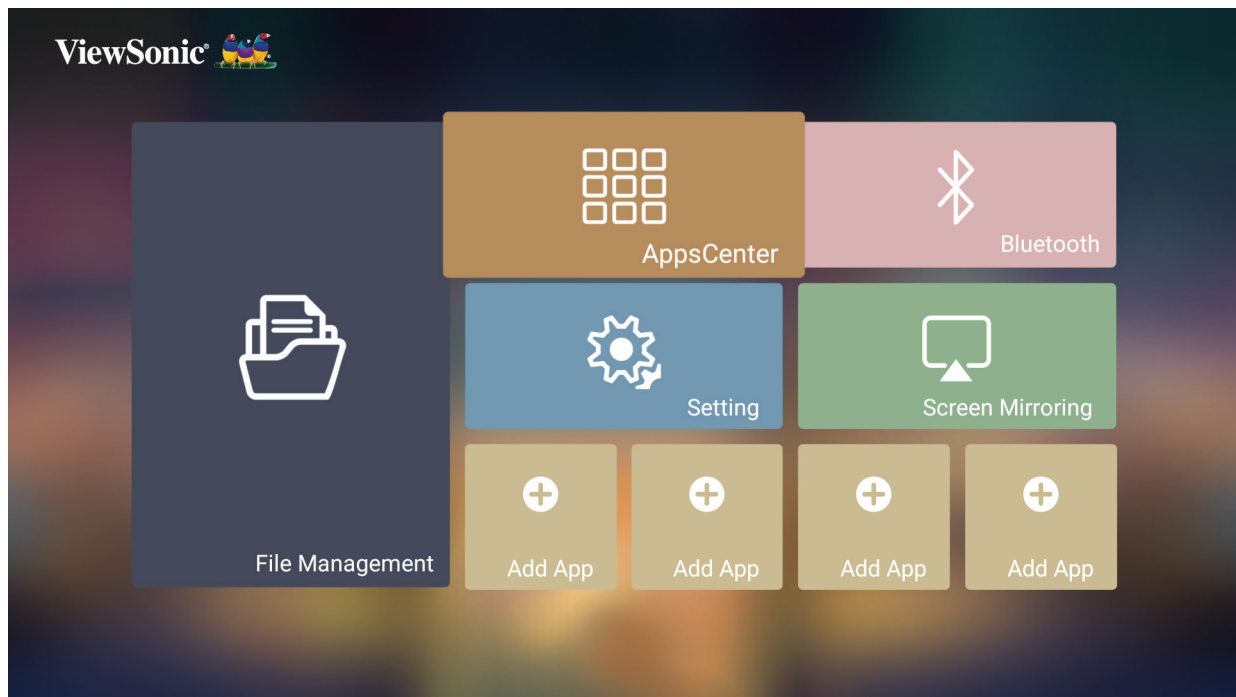 ViewSonic®
AppsCenter
Bluetooth
Setting
Screen Mirroring
File Management
Add App
Add App
Add App
Add App